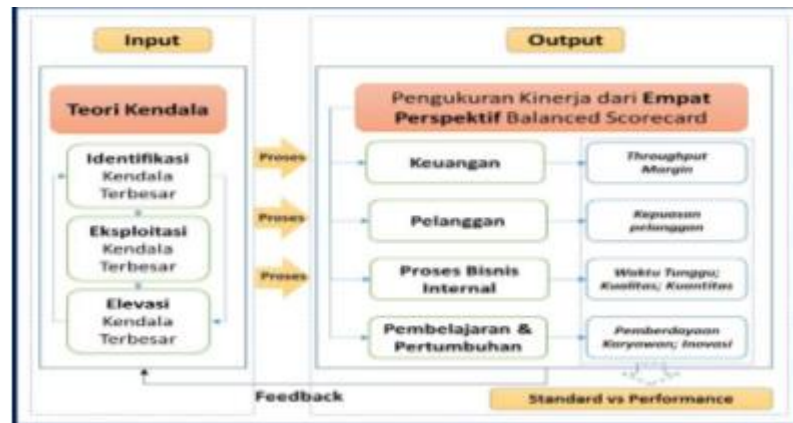 Input
Teori Kendala
Identifikasi
Kendala
Terbesar
Eksploitasi
Kendala
Terbesar
Elevasi
Kendala
Terbesar
Proses
Proses
Proses
Output
Pengukuran Kinerja dari Empat
Perspektif Balanced Scorecard
Keuangan
Throughput
Margin
Pelanggan
Kepuasan
pelanggan
Proses Bisnis
Internal
Waktu Tunggu;
Kualitas; Kuantitas
Pembelajaran &
Pertumbuhan
Pemberdayaan
Karyawan; Inovasi
Feedback
Standard vs Performance